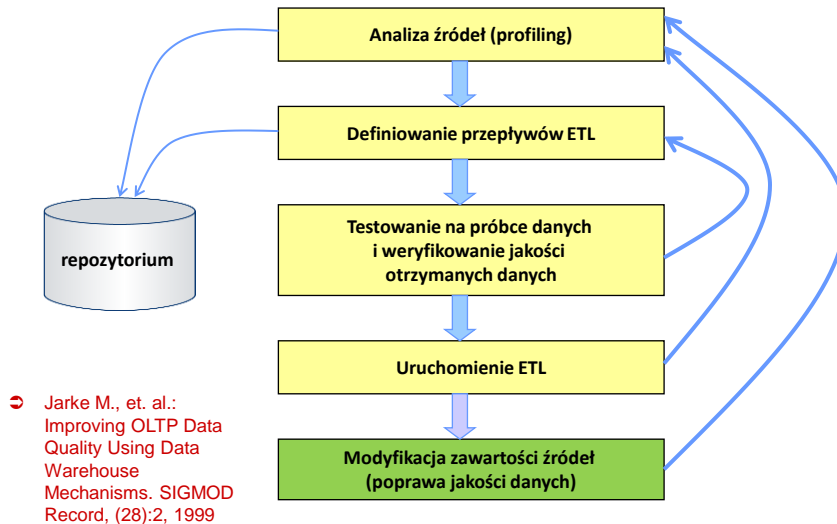 Analiza źródeł (profiling)
Definiowanie przepływów ETL
repozytorium
Testowanie na próbce danych
i weryfikowanie jakości
otrzymanych danych
Uruchomienie ETL
Modyfikacja zawartości źródeł
(poprawa jakości danych)
Jarke M., et. al.:
Improving OLTP Data
Quality Using Data
Warehouse
Mechanisms. SIGMOD
Record, (28):2, 1999